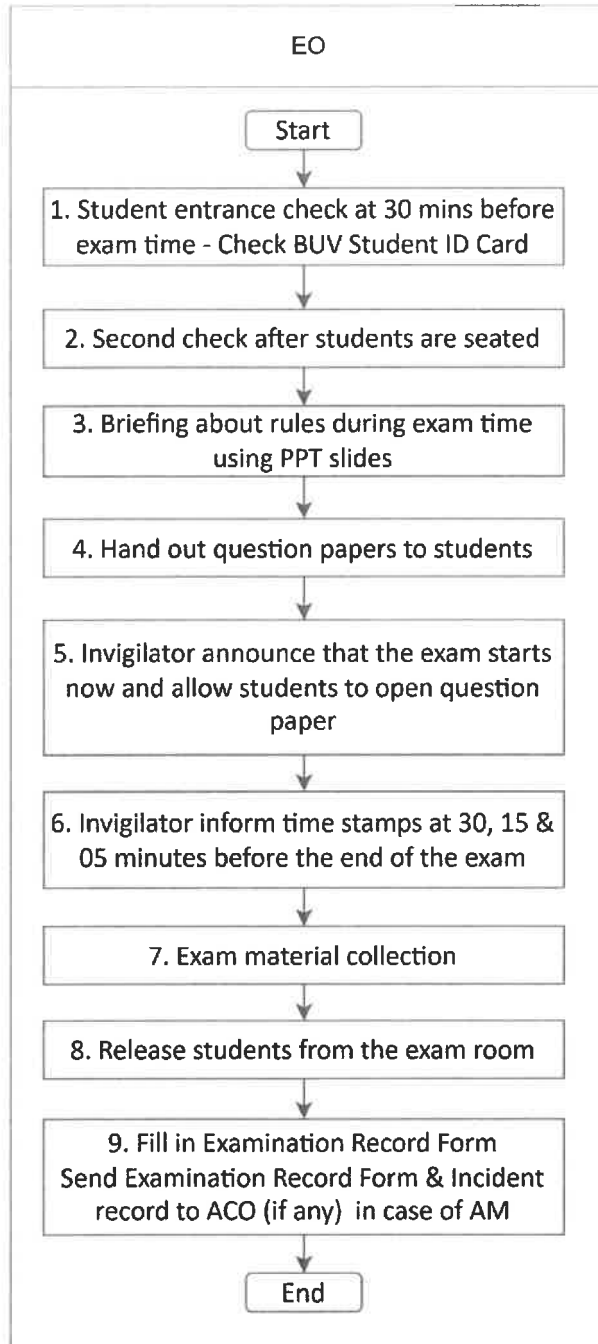 EO
Start
1. Student entrance check at 30 mins before
exam time - Check BUV Student ID Card
2. Second check after students are seated
3. Briefing about rules during exam time
using PPT slides
4. Hand out question papers to students
5. Invigilator announce that the exam starts
now and allow students to open question
paper
6. Invigilator inform time stamps at 30, 15 &
05 minutes before the end of the exam
7. Exam material collection
8. Release students from the exam room
9. Fill in Examination Record Form
Send Examination Record Form & Incident
record to ACO (if any) in case of AM
End